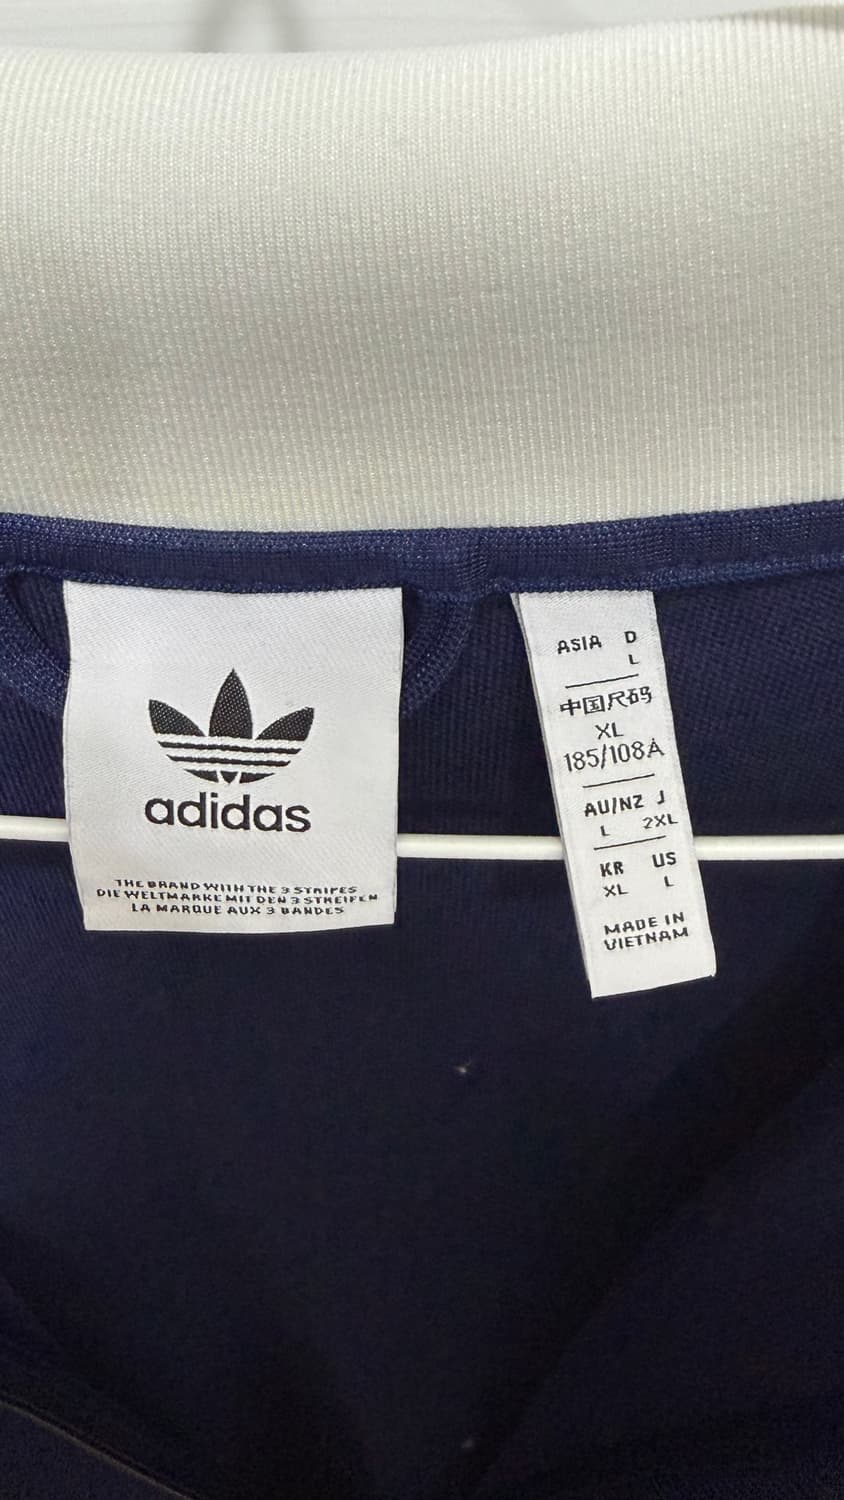 adidas
THE BRAND WITH THE 3 STRIPES
DIE WELTMARKE MIT DEN 3 STREIFEN
LA MARQUE AUX 3 BANDES
ASIA D
L
中国尺码
XL
185/108A
AU/NZ J
L 2XL
KR US
XL L
MADE IN
VIETNAM